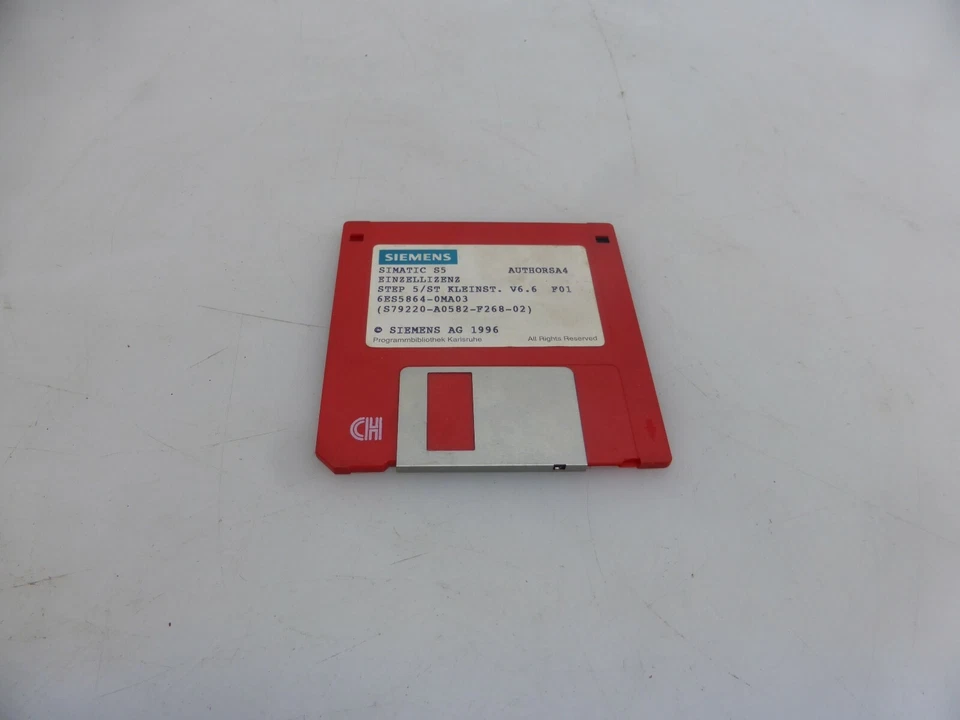 SIEMENS
SIMATIC S5 AUTHORSA4
EINZELLIZENZ
STEP 5/ST KLEINST. V6.6 F01
6ES5864-0MA03
(S79220-A0582-F268-02)
© SIEMENS AG 1996
Programmbibliothek Karlsruhe All Rights Reserved
CH